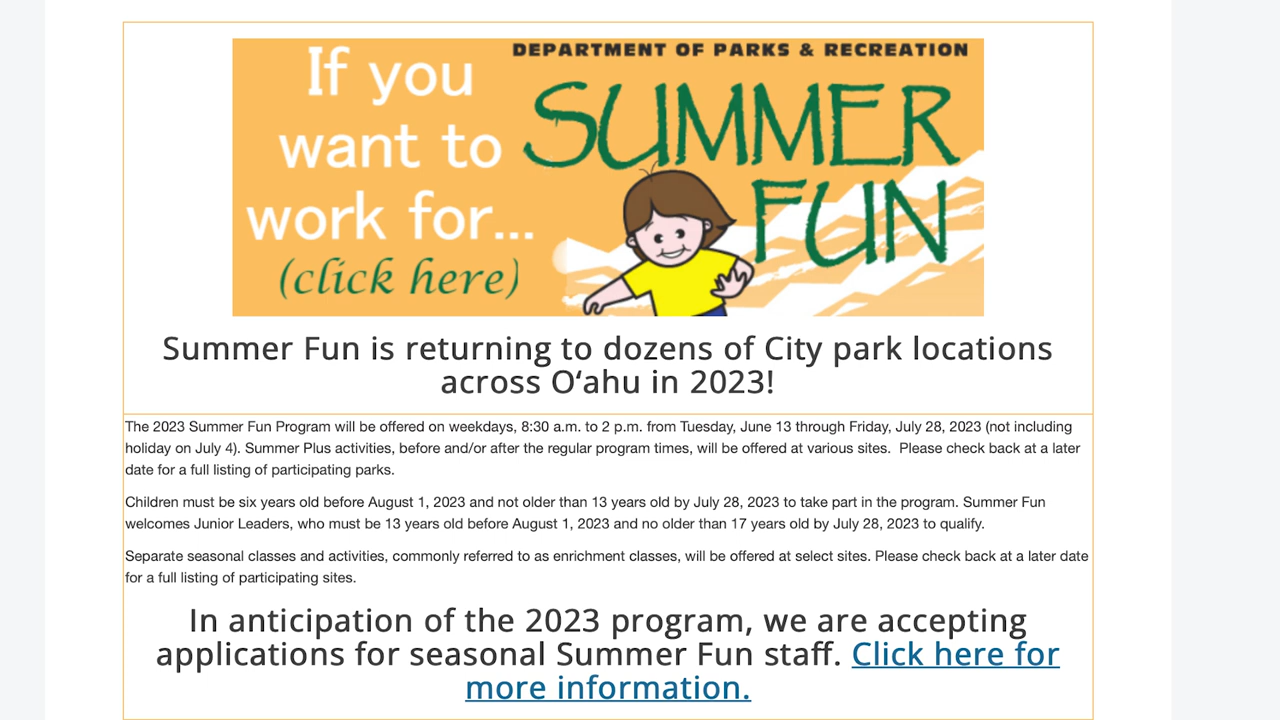 If you
want to
work for...
(click here)
DEPARTMENT OF PARKS & RECREATION
SUMMER
FUN
Summer Fun is returning to dozens of City park locations
across Oʻahu in 2023!
The 2023 Summer Fun Program will be offered on weekdays, 8:30 a.m. to 2 p.m. from Tuesday, June 13 through Friday, July 28, 2023 (not including
holiday on July 4). Summer Plus activities, before and/or after the regular program times, will be offered at various sites.  Please check back at a later
date for a full listing of participating parks.
Children must be six years old before August 1, 2023 and not older than 13 years old by July 28, 2023 to take part in the program. Summer Fun
welcomes Junior Leaders, who must be 13 years old before August 1, 2023 and no older than 17 years old by July 28, 2023 to qualify.
Separate seasonal classes and activities, commonly referred to as enrichment classes, will be offered at select sites. Please check back at a later date
for a full listing of participating sites.
In anticipation of the 2023 program, we are accepting
applications for seasonal Summer Fun staff. Click here for
more information.